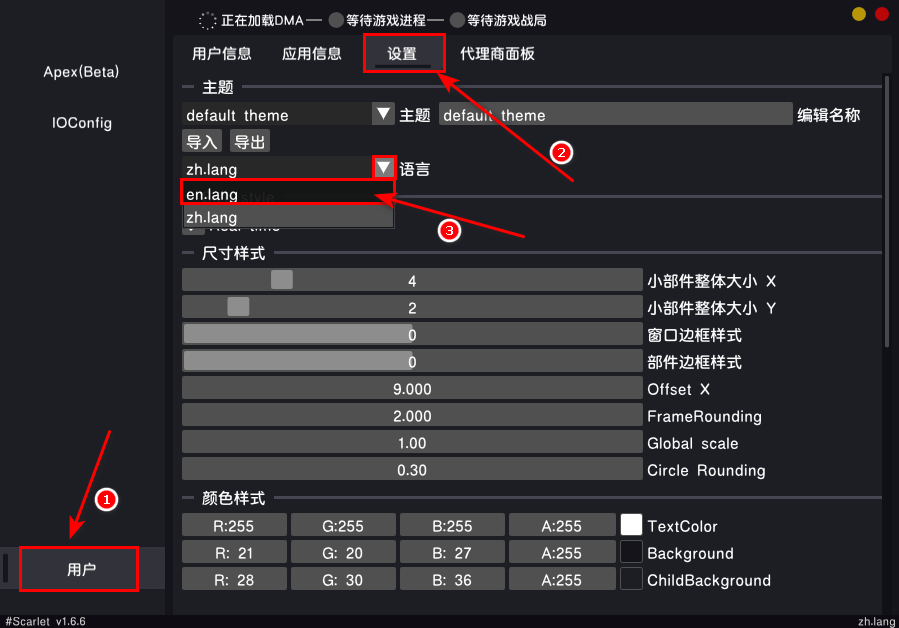 正在加载DMA 等待游戏进程 等待游戏战局
用户信息 应用信息 设置 代理商面板
Apex(Beta)
IOConfig
主题
default theme 主题 default theme 编辑名称
导入 导出
2
zh.lang 语言
en.lang style
zh.lang
3
Real time
尺寸样式
4 小部件整体大小 X
2 小部件整体大小 Y
0 窗口边框样式
0 部件边框样式
9.000 Offset X
2.000 FrameRounding
1.00 Global scale
0.30 Circle Rounding
1
颜色样式
R:255 G:255 B:255 A:255 TextColor
R: 21 G: 20 B: 27 A:255 Background
R: 28 G: 30 B: 36 A:255 ChildBackground
用户
#Scarlet v1.6.6 zh.lang